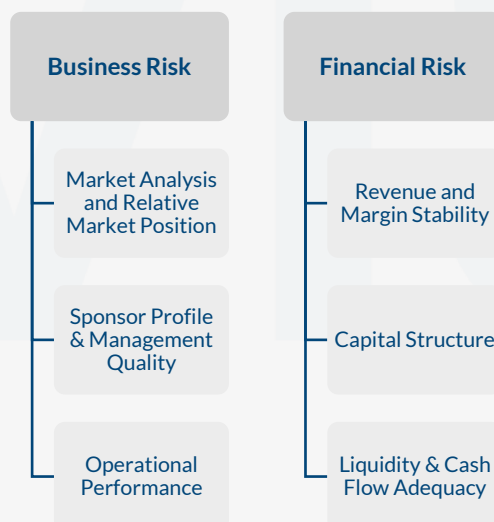 Business Risk
Market Analysis
and Relative
Market Position
Sponsor Profile
& Management
Quality
Operational
Performance
Financial Risk
Revenue and
Margin Stability
Capital Structure
Liquidity & Cash
Flow Adequacy